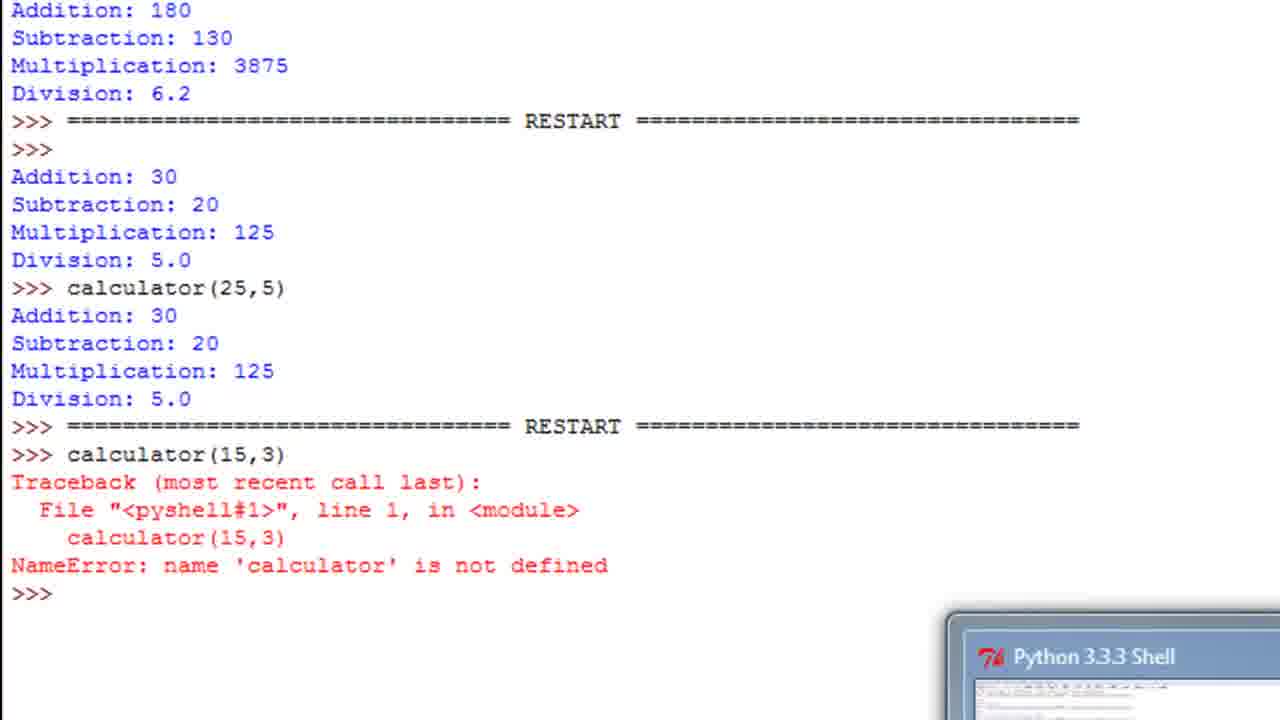 Addition: 180
Subtraction: 130
Multiplication: 3875
Division: 6.2
>>> ================================ RESTART ================================
>>>
Addition: 30
Subtraction: 20
Multiplication: 125
Division: 5.0
>>> calculator(25,5)
Addition: 30
Subtraction: 20
Multiplication: 125
Division: 5.0
>>> ================================ RESTART ================================
>>> calculator(15,3)
Traceback (most recent call last):
  File "<pyshell#1>", line 1, in <module>
    calculator(15,3)
NameError: name 'calculator' is not defined
>>>
Python 3.3.3 Shell